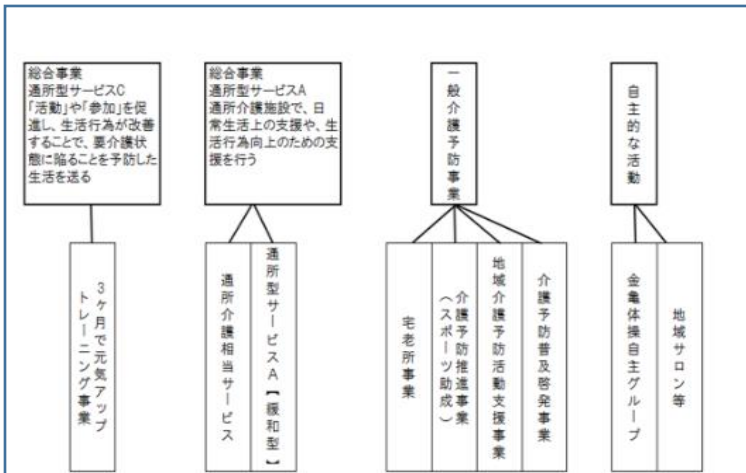 総合事業
通所型サービスC
「活動」や「参加」を促
進し、生活行為が改善
することで、要介護状
態に陥ることを予防した
生活を送る
総合事業
通所型サービスA
通所介護施設で、日
常生活上の支援や、生
活行為向上のための支
援を行う
一般介護予防事業
自主的な活動
3ヶ月で元気アップ
トレーニング事業
通所介護相当サービス
通所型サービスA【緩和型】
宅老所事業
介護予防推進事業
（スポーツ助成）
地域介護予防活動支援事業
介護予防普及啓発事業
金亀体操自主グループ
地域サロン等